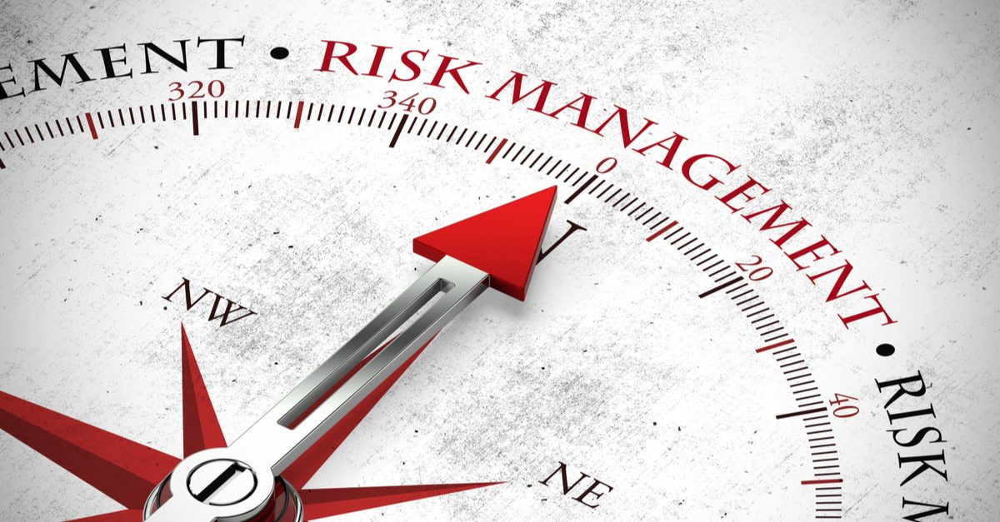 EMENT • RISK MANAGEMENT • RISK M
320
340
0
20
40
NW
NE